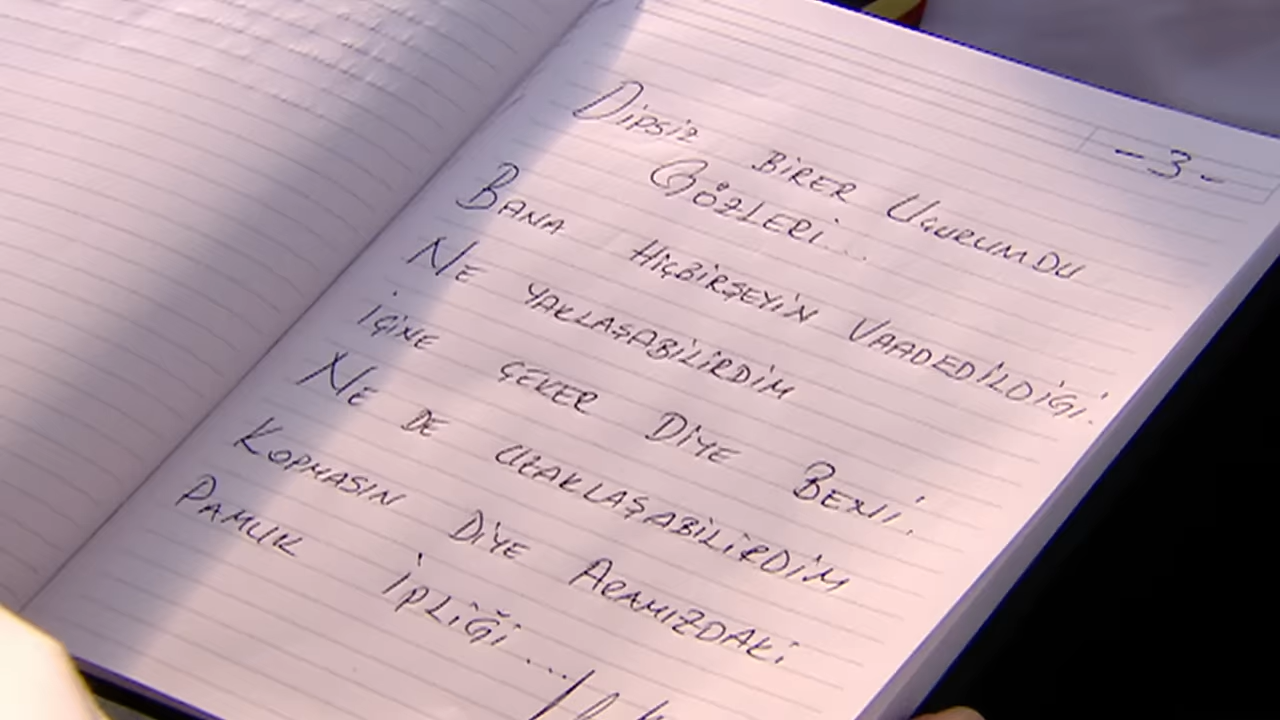 -3-
DİPSİZ BİRER UÇURUMDU
GÖZLERİ...
BANA HİÇBİRŞEYİN VAADEDİLDİĞİ.
NE YAKLAŞABİLİRDİM
İÇİNE ÇEKER DİYE BENİ.
NE DE UZAKLAŞABİLİRDİM
KOPMASIN DİYE ARAMIZDAKİ
PAMUK İPLİĞİ...